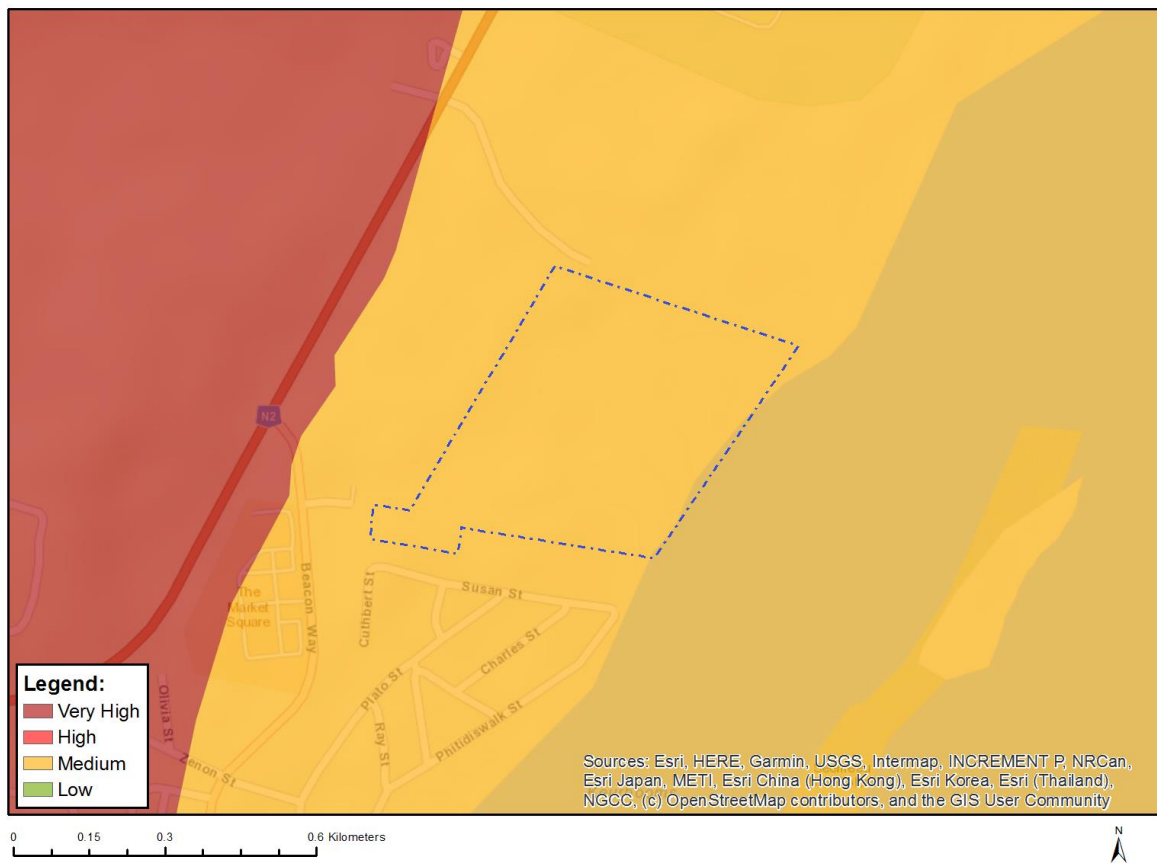 N2
The
Market
Square
Beacon Way
Cuthbert St
Susan St
Charles St
Plato St
Ray St
Phitidiswalk St
Olivia St
Zenon St
Legend:
Very High
High
Medium
Low
Sources: Esri, HERE, Garmin, USGS, Intermap, INCREMENT P, NRCan,
Esri Japan, METI, Esri China (Hong Kong), Esri Korea, Esri (Thailand),
NGCC, (c) OpenStreetMap contributors, and the GIS User Community
0 0.15 0.3 0.6 Kilometers
N